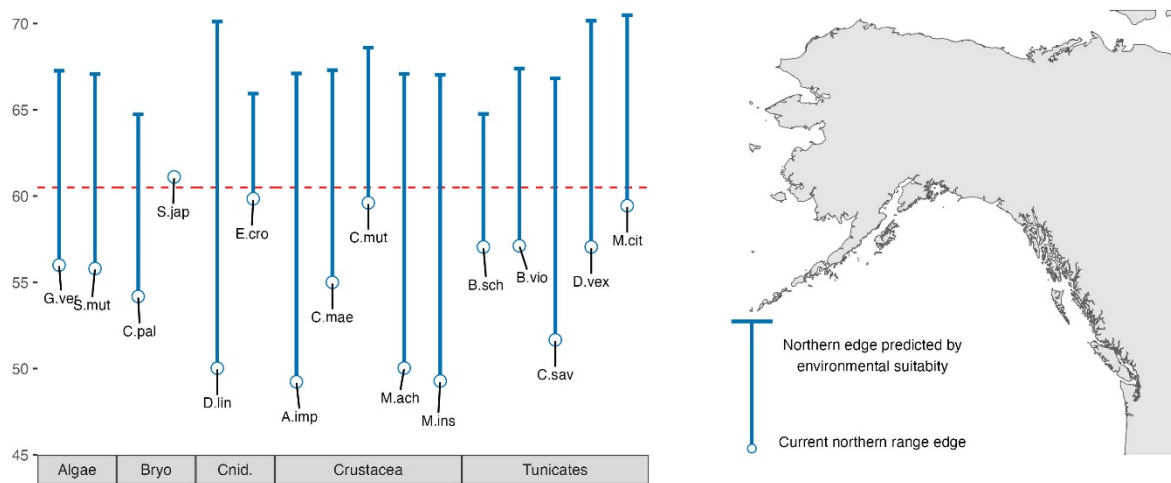 70
65
60
55
50
45
G.ver
S.mut
C.pal
S.jap
D.lin
E.cro
A.imp
C.mae
C.mut
M.ach
M.ins
B.sch
B.vio
C.sav
D.vex
M.cit
Algae
Bryo
Cnid.
Crustacea
Tunicates
Northern edge predicted by
environmental suitabity
Current northern range edge